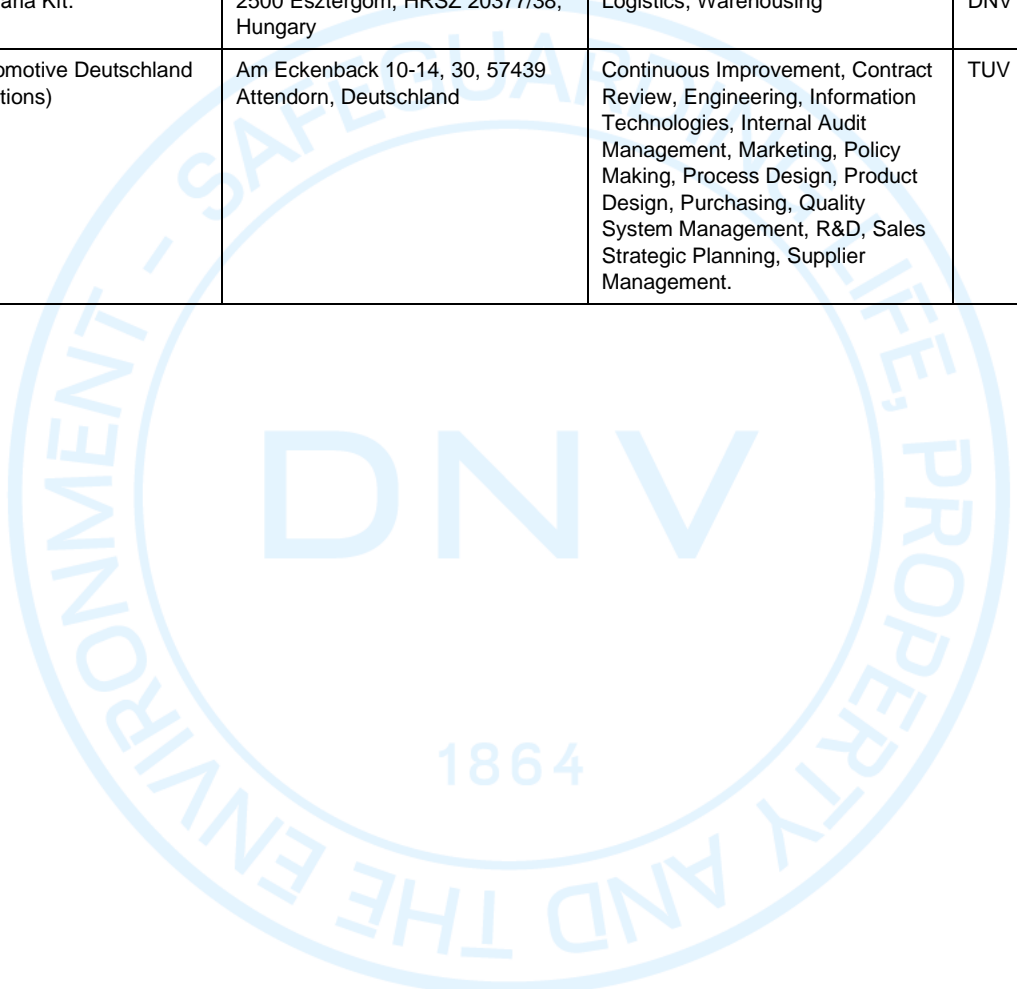 aria Kft.
2500 Esztergom, HRSZ 20377/38,
Hungary
Logistics, Warehousing
DNV
omotive Deutschland
tions)
Am Eckenback 10-14, 30, 57439
Attendorn, Deutschland
Continuous Improvement, Contract
Review, Engineering, Information
Technologies, Internal Audit
Management, Marketing, Policy
Making, Process Design, Product
Design, Purchasing, Quality
System Management, R&D, Sales
Strategic Planning, Supplier
Management.
TUV
SAFEGUARDING LIFE, PROPERTY AND THE ENVIRONMENT -
DNV
1864